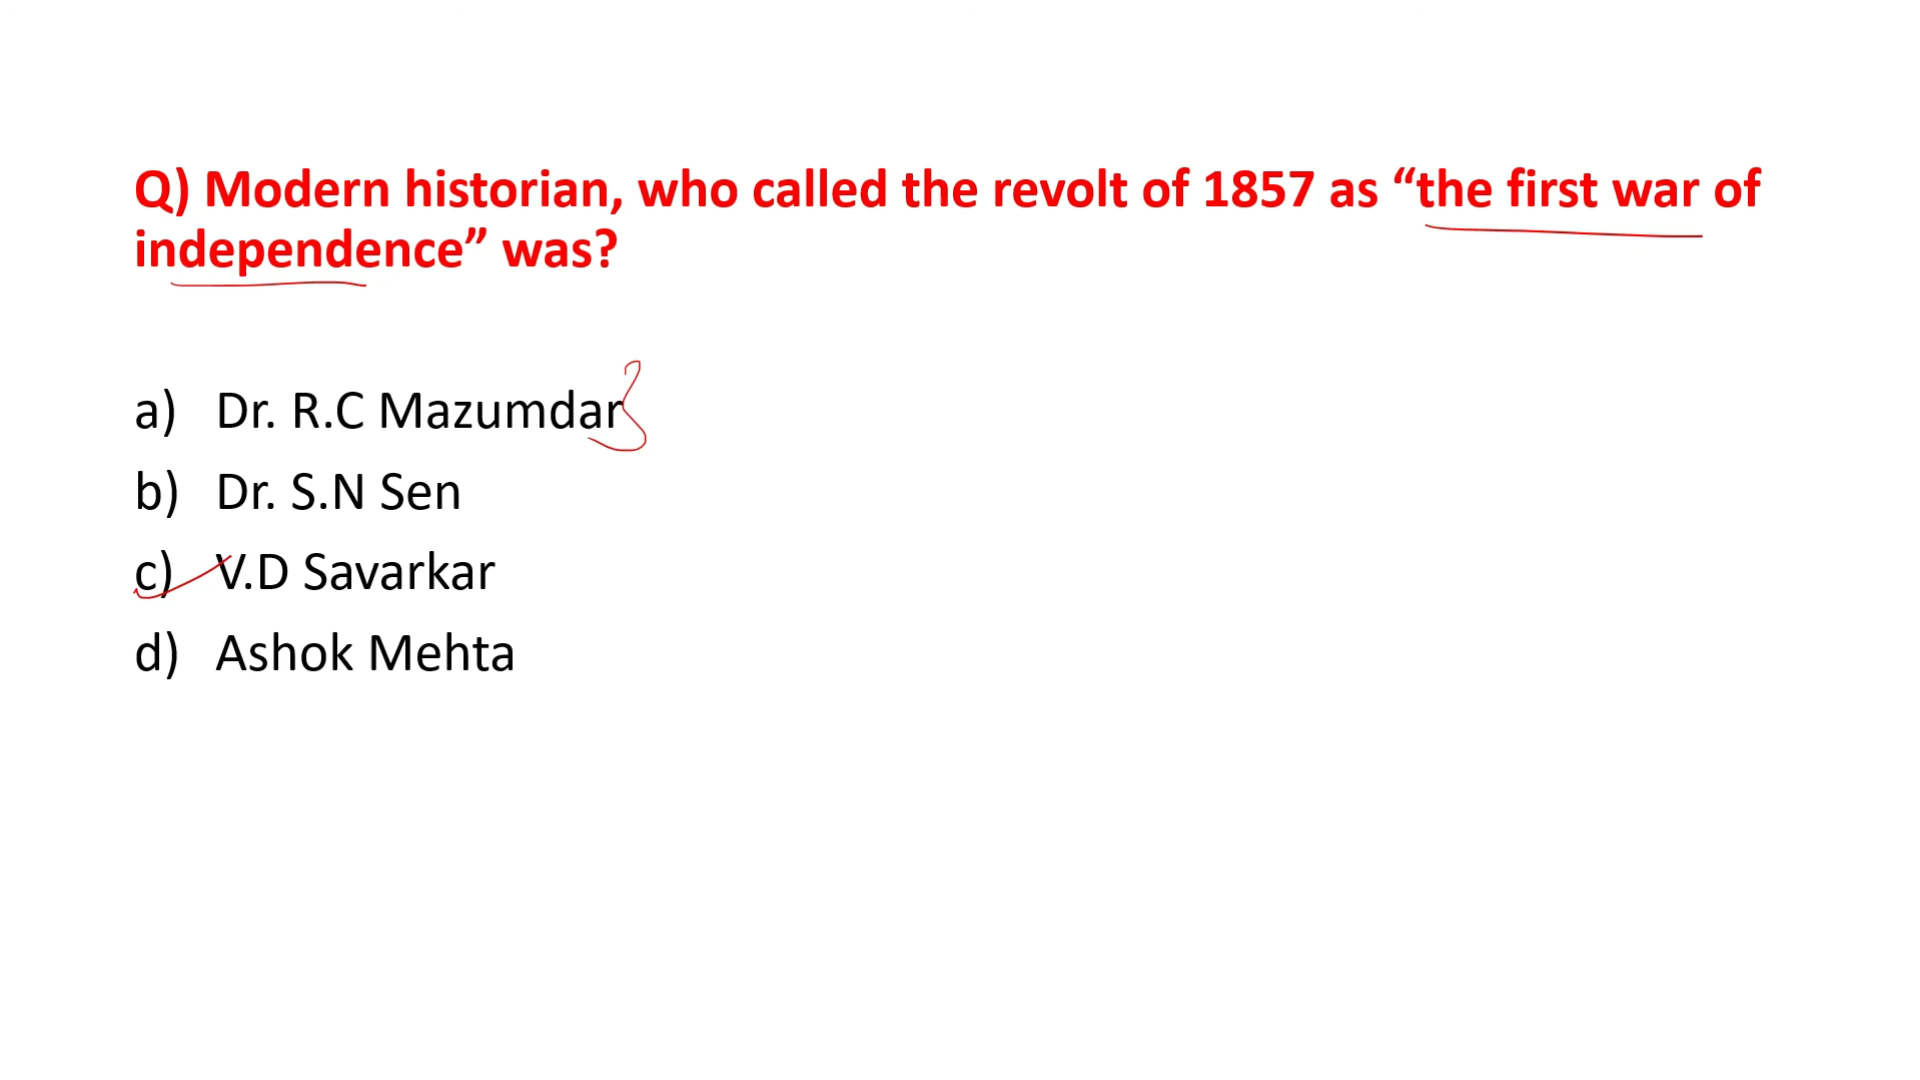 Q) Modern historian, who called the revolt of 1857 as “the first war of
independence” was?
a) Dr. R.C Mazumdar
b) Dr. S.N Sen
c) V.D Savarkar
d) Ashok Mehta